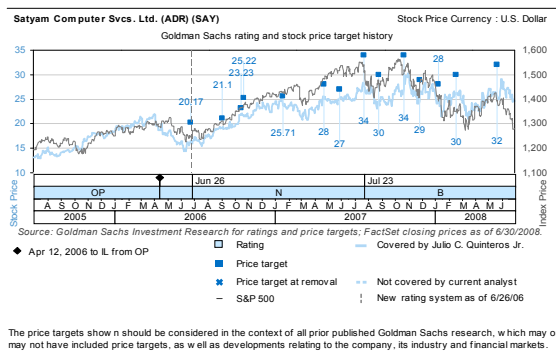 Satyam Computer Svcs. Ltd. (ADR) (SAY) Stock Price Currency : U.S. Dollar
Goldman Sachs rating and stock price target history
35 1,600
30 1,500
25 1,400
20 1,300
15 1,200
10 1,100
25.22
23.23
21.1
20.17
25.71
28
27
34
30
34
29
28
30
32
Stock Price
Index Price
Jun 26 Jul 23
OP N B
A S O N D J F M A M J J A S O N D J F M A M J J A S O N D J F M A M J
2005 2006 2007 2008
Source: Goldman Sachs Investment Research for ratings and price targets; FactSet closing prices as of 6/30/2008.
Apr 12, 2006 to IL from OP
Rating Covered by Julio C. Quinteros Jr.
Price target
Price target at removal Not covered by current analyst
S&P 500 New rating system as of 6/26/06
The price targets show n should be considered in the context of all prior published Goldman Sachs research, which may o
may not have included price targets, as well as developments relating to the company, its industry and financial markets.